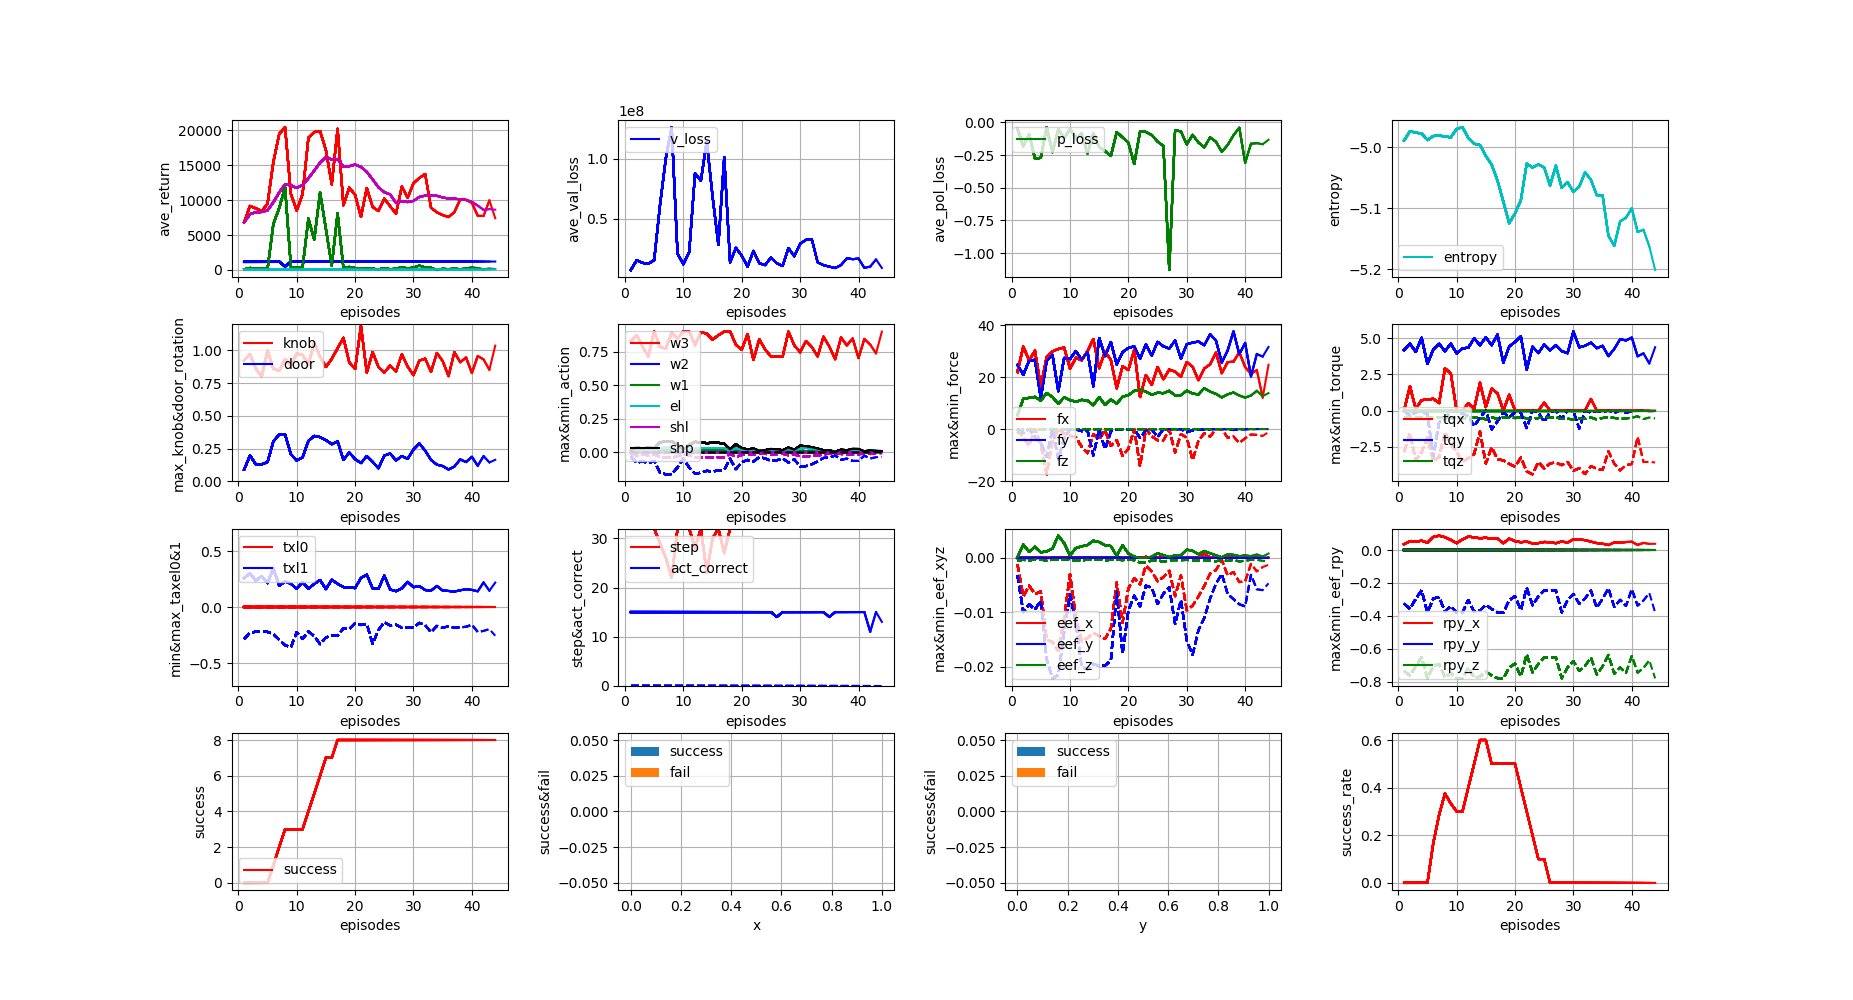 20000
15000
10000
5000
0
ave_return
0 10 20 30 40
episodes
1e8
1.0
0.5
ave_val_loss
v_loss
0 10 20 30 40
episodes
0.00
−0.25
−0.50
−0.75
−1.00
ave_pol_loss
p_loss
0 10 20 30 40
episodes
−5.0
−5.1
−5.2
entropy
entropy
0 10 20 30 40
episodes
1.00
0.75
0.50
0.25
0.00
max_knob&door_rotation
knob
door
0 10 20 30 40
episodes
0.75
0.50
0.25
0.00
max&min_action
w3
w2
w1
el
shl
shp
0 10 20 30 40
episodes
40
20
0
−20
max&min_force
fx
fy
fz
0 10 20 30 40
episodes
5.0
2.5
0.0
−2.5
max&min_torque
tqx
tqy
tqz
0 10 20 30 40
episodes
0.5
0.0
−0.5
min&max_taxel0&1
txl0
txl1
0 10 20 30 40
episodes
30
20
10
0
step&act_correct
step
act_correct
0 10 20 30 40
episodes
0.00
−0.01
−0.02
max&min_eef_xyz
eef_x
eef_y
eef_z
0 10 20 30 40
episodes
0.0
−0.2
−0.4
−0.6
−0.8
max&min_eef_rpy
rpy_x
rpy_y
rpy_z
0 10 20 30 40
episodes
8
6
4
2
0
success
success
0 10 20 30 40
episodes
0.050
0.025
0.000
−0.025
−0.050
success&fail
success
fail
0.0 0.2 0.4 0.6 0.8 1.0
x
0.050
0.025
0.000
−0.025
−0.050
success&fail
success
fail
0.0 0.2 0.4 0.6 0.8 1.0
y
0.6
0.4
0.2
0.0
success_rate
0 10 20 30 40
episodes